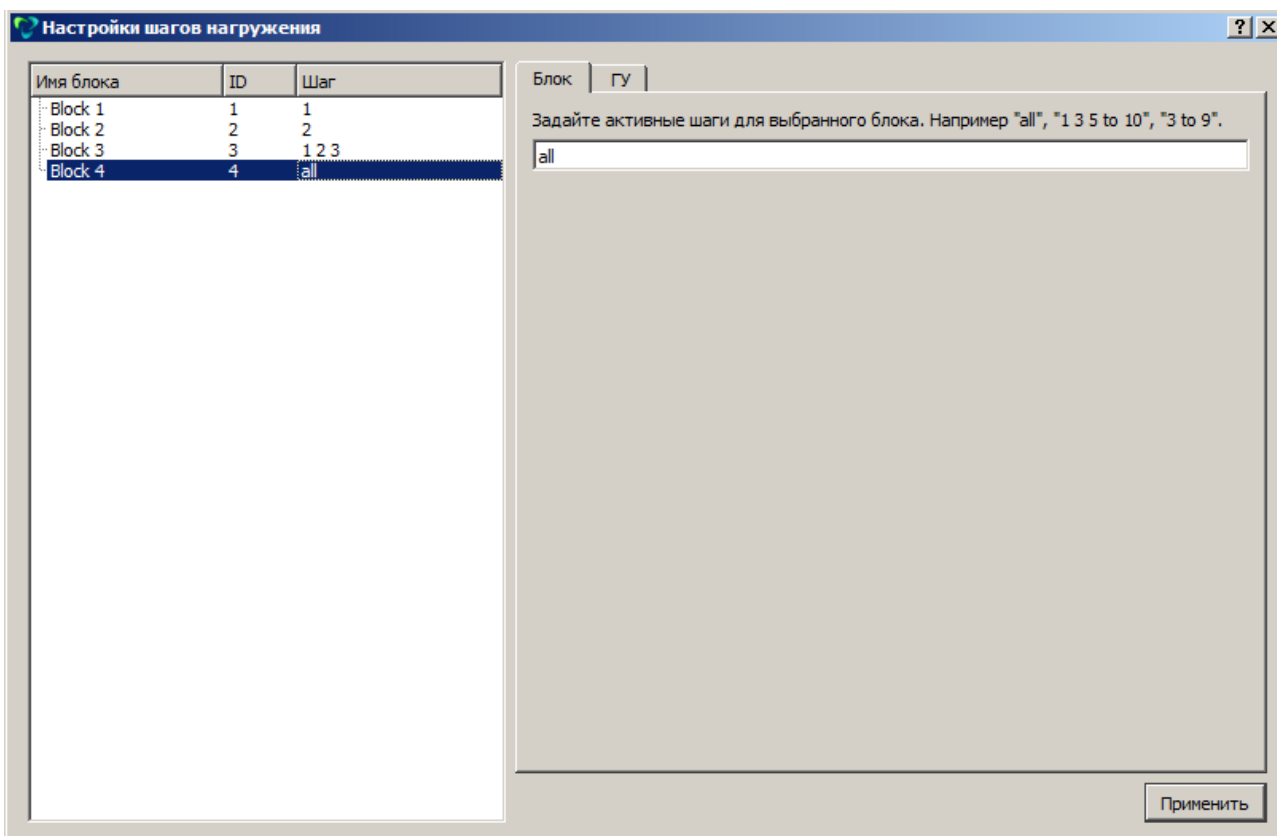 Настройки шагов нагружения
Имя блока ID Шаг
Block 1 1 1
Block 2 2 2
Block 3 3 1 2 3
Block 4 4 all
Блок ГУ
Задайте активные шаги для выбранного блока. Например "all", "1 3 5 to 10", "3 to 9".
all
Применить